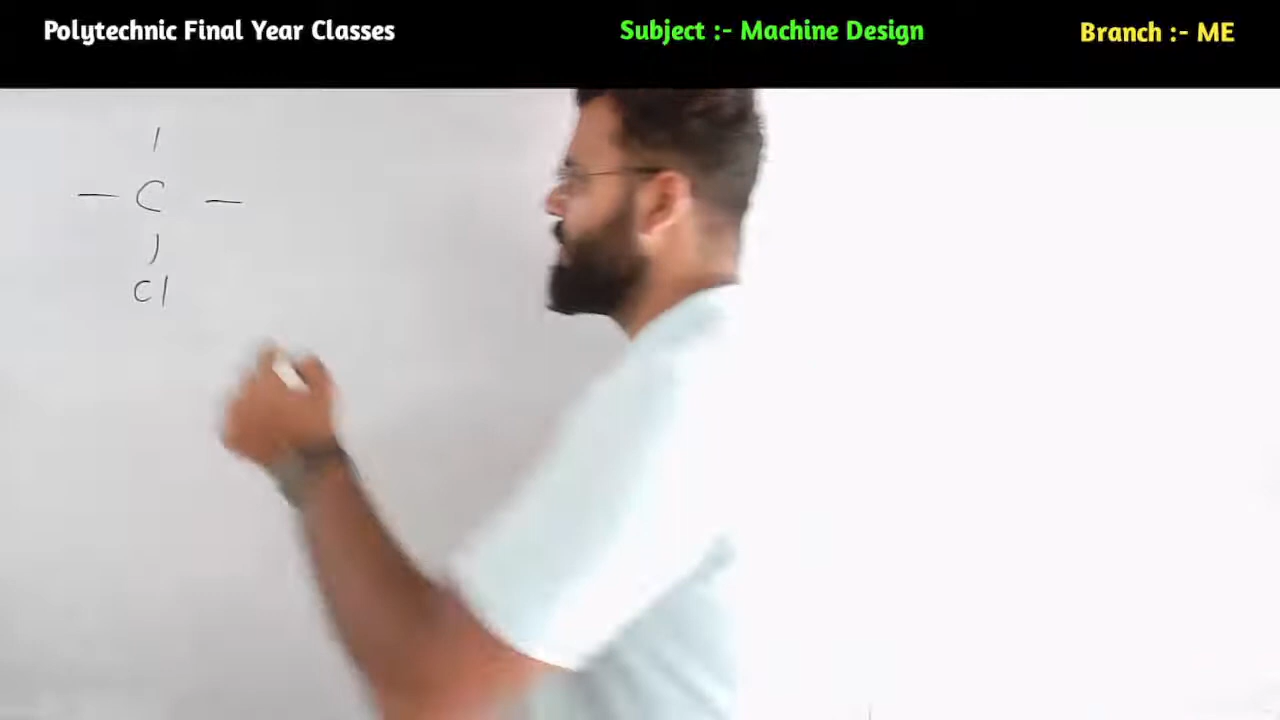 Polytechnic Final Year Classes
Subject :- Machine Design
Branch :- ME
C
Cl